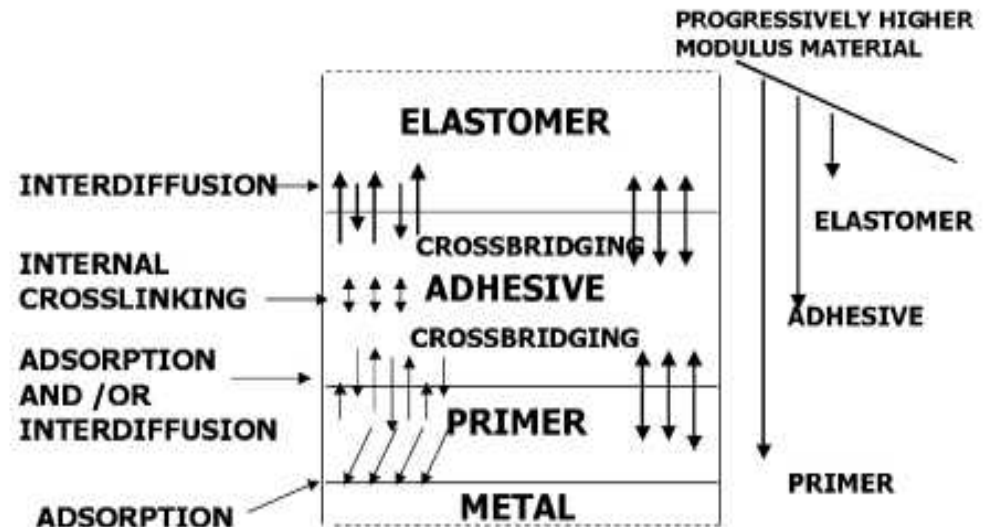 PROGRESSIVELY HIGHER
MODULUS MATERIAL
ELASTOMER
INTERDIFFUSION
ELASTOMER
CROSSBRIDGING
INTERNAL
CROSSLINKING
ADHESIVE
ADHESIVE
CROSSBRIDGING
ADSORPTION
AND /OR
INTERDIFFUSION
PRIMER
PRIMER
METAL
ADSORPTION